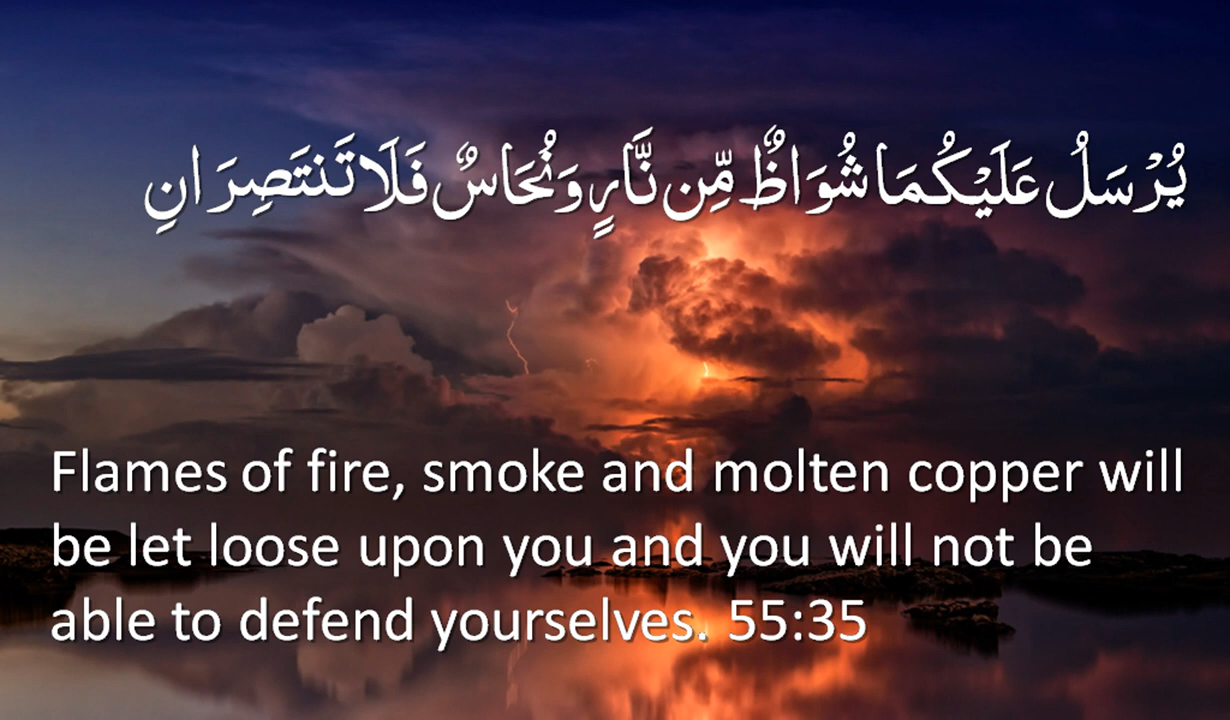 يُرْسَلُ عَلَيْكُمَا شُوَاظٌ مِّن نَّارٍ وَنُحَاسٌ فَلَا تَنتَصِرَانِ
Flames of fire, smoke and molten copper will
be let loose upon you and you will not be
able to defend yourselves. 55:35